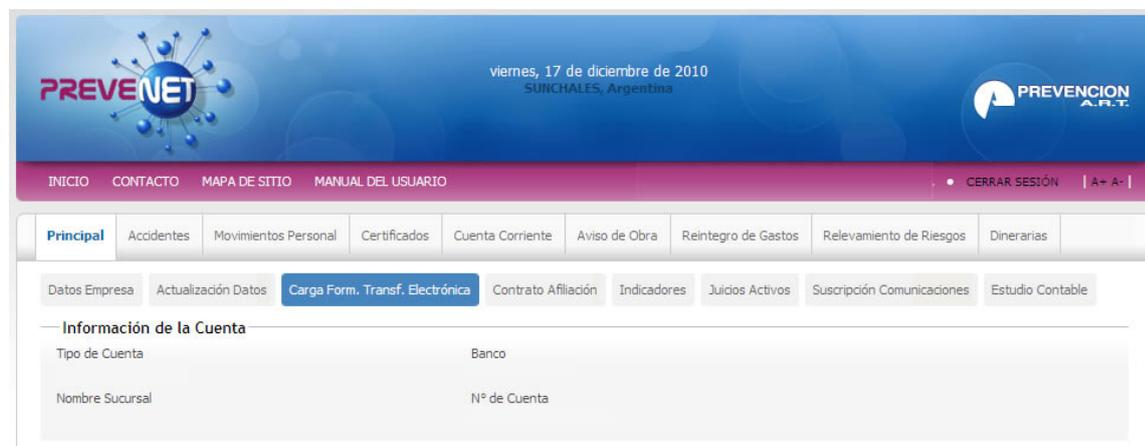 PREVENET
viernes, 17 de diciembre de 2010
SUNCHALES, Argentina
PREVENCION
A.R.T.
INICIO CONTACTO MAPA DE SITIO MANUAL DEL USUARIO CERRAR SESIÓN | A+ A- |
Principal Accidentes Movimientos Personal Certificados Cuenta Corriente Aviso de Obra Reintegro de Gastos Relevamiento de Riesgos Dinerarias
Datos Empresa Actualización Datos Carga Form. Transf. Electrónica Contrato Afiliación Indicadores Juicios Activos Suscripción Comunicaciones Estudio Contable
Información de la Cuenta
Tipo de Cuenta Banco
Nombre Sucursal Nº de Cuenta